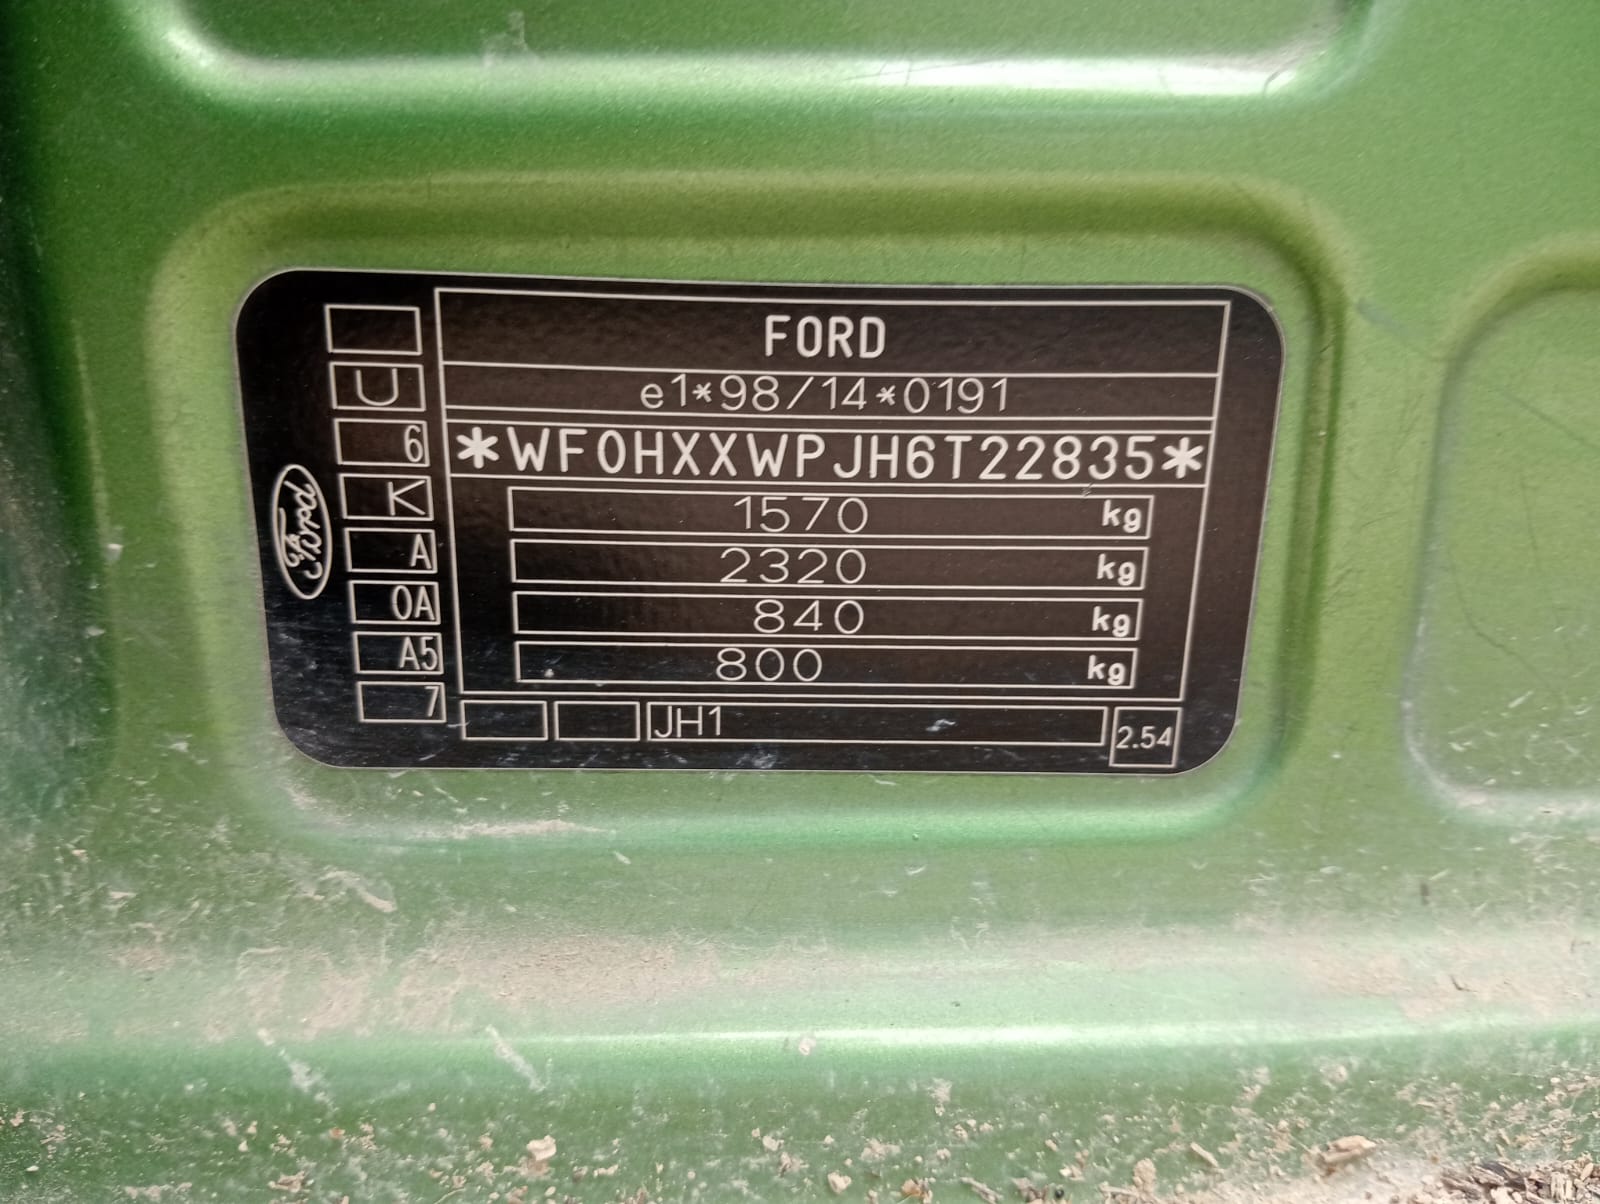 FORD
e1*98/14*0191
*WF0HXXWPJH6T22835*
1570 kg
2320 kg
840 kg
800 kg
JH1
2.54
U
6
K
A
0A
A5
7
Ford